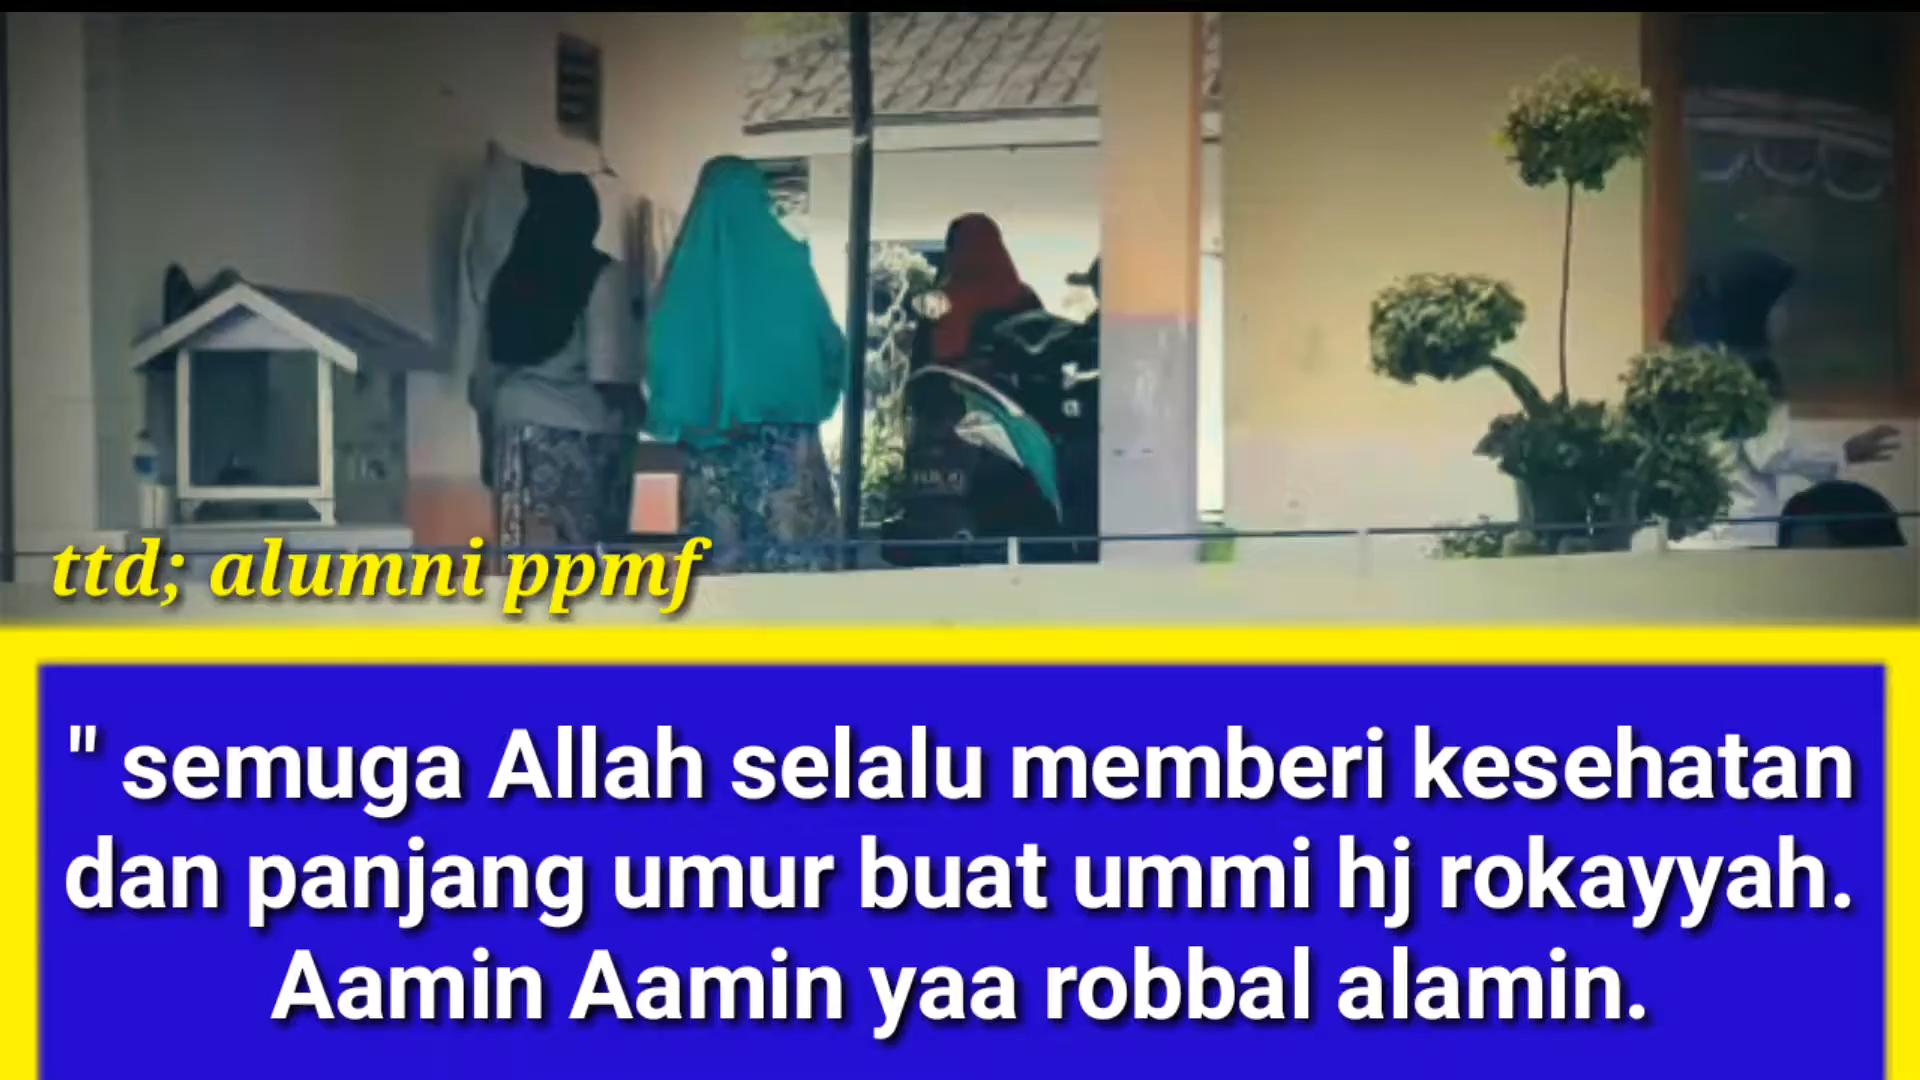 ttd; alumni ppmf
" semuga Allah selalu memberi kesehatan
dan panjang umur buat ummi hj rokayyah.
Aamin Aamin yaa robbal alamin.